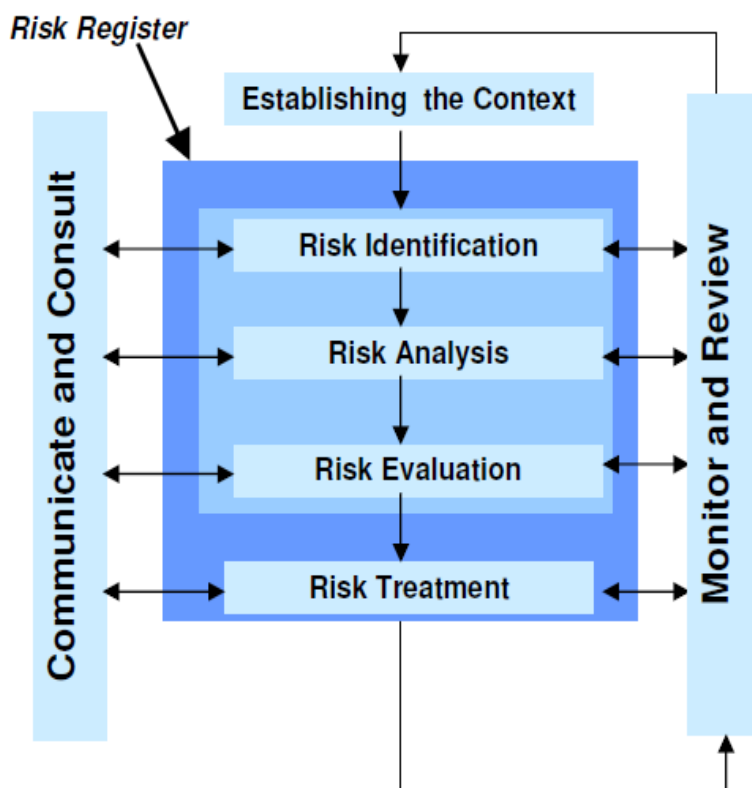 Risk Register
Establishing the Context
Communicate and Consult
Risk Identification
Risk Analysis
Risk Evaluation
Risk Treatment
Monitor and Review